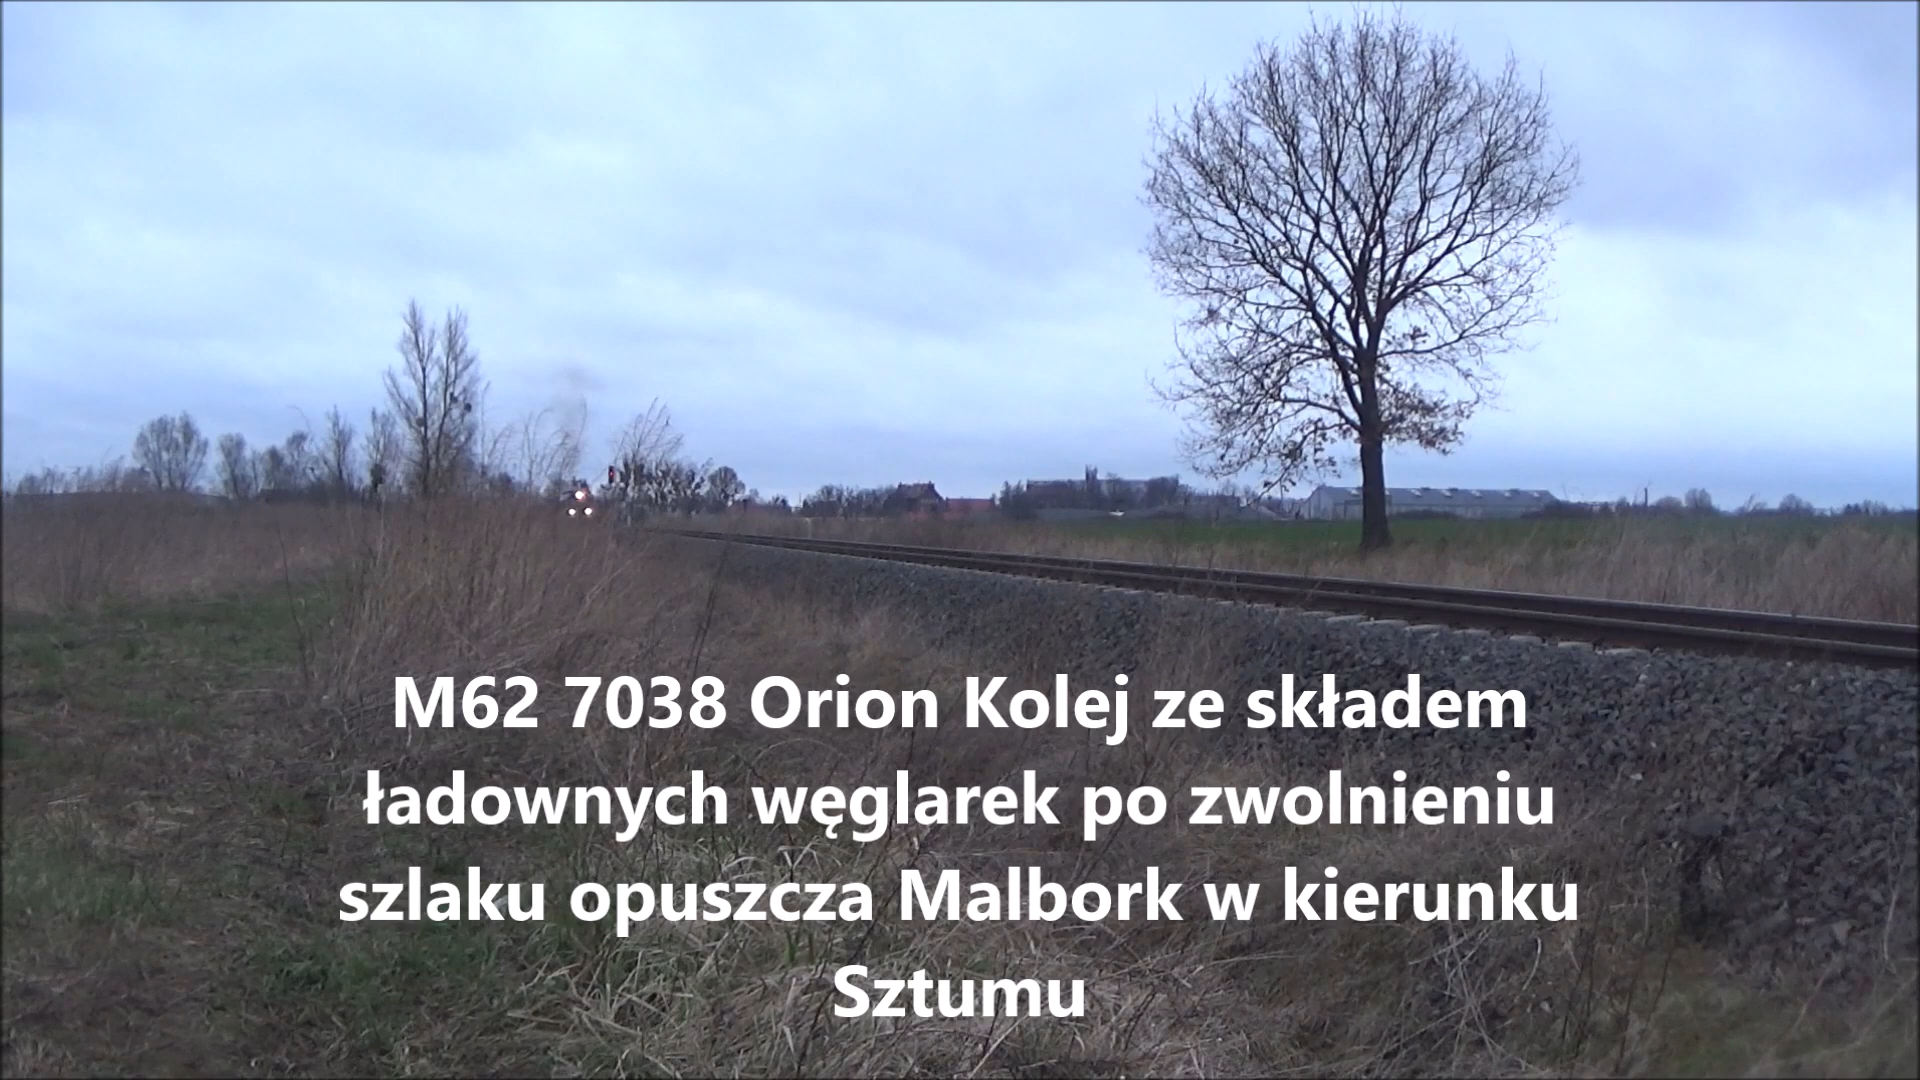 M62 7038 Orion Kolej ze składem
ładownych węglarek po zwolnieniu
szlaku opuszcza Malbork w kierunku
Sztumu